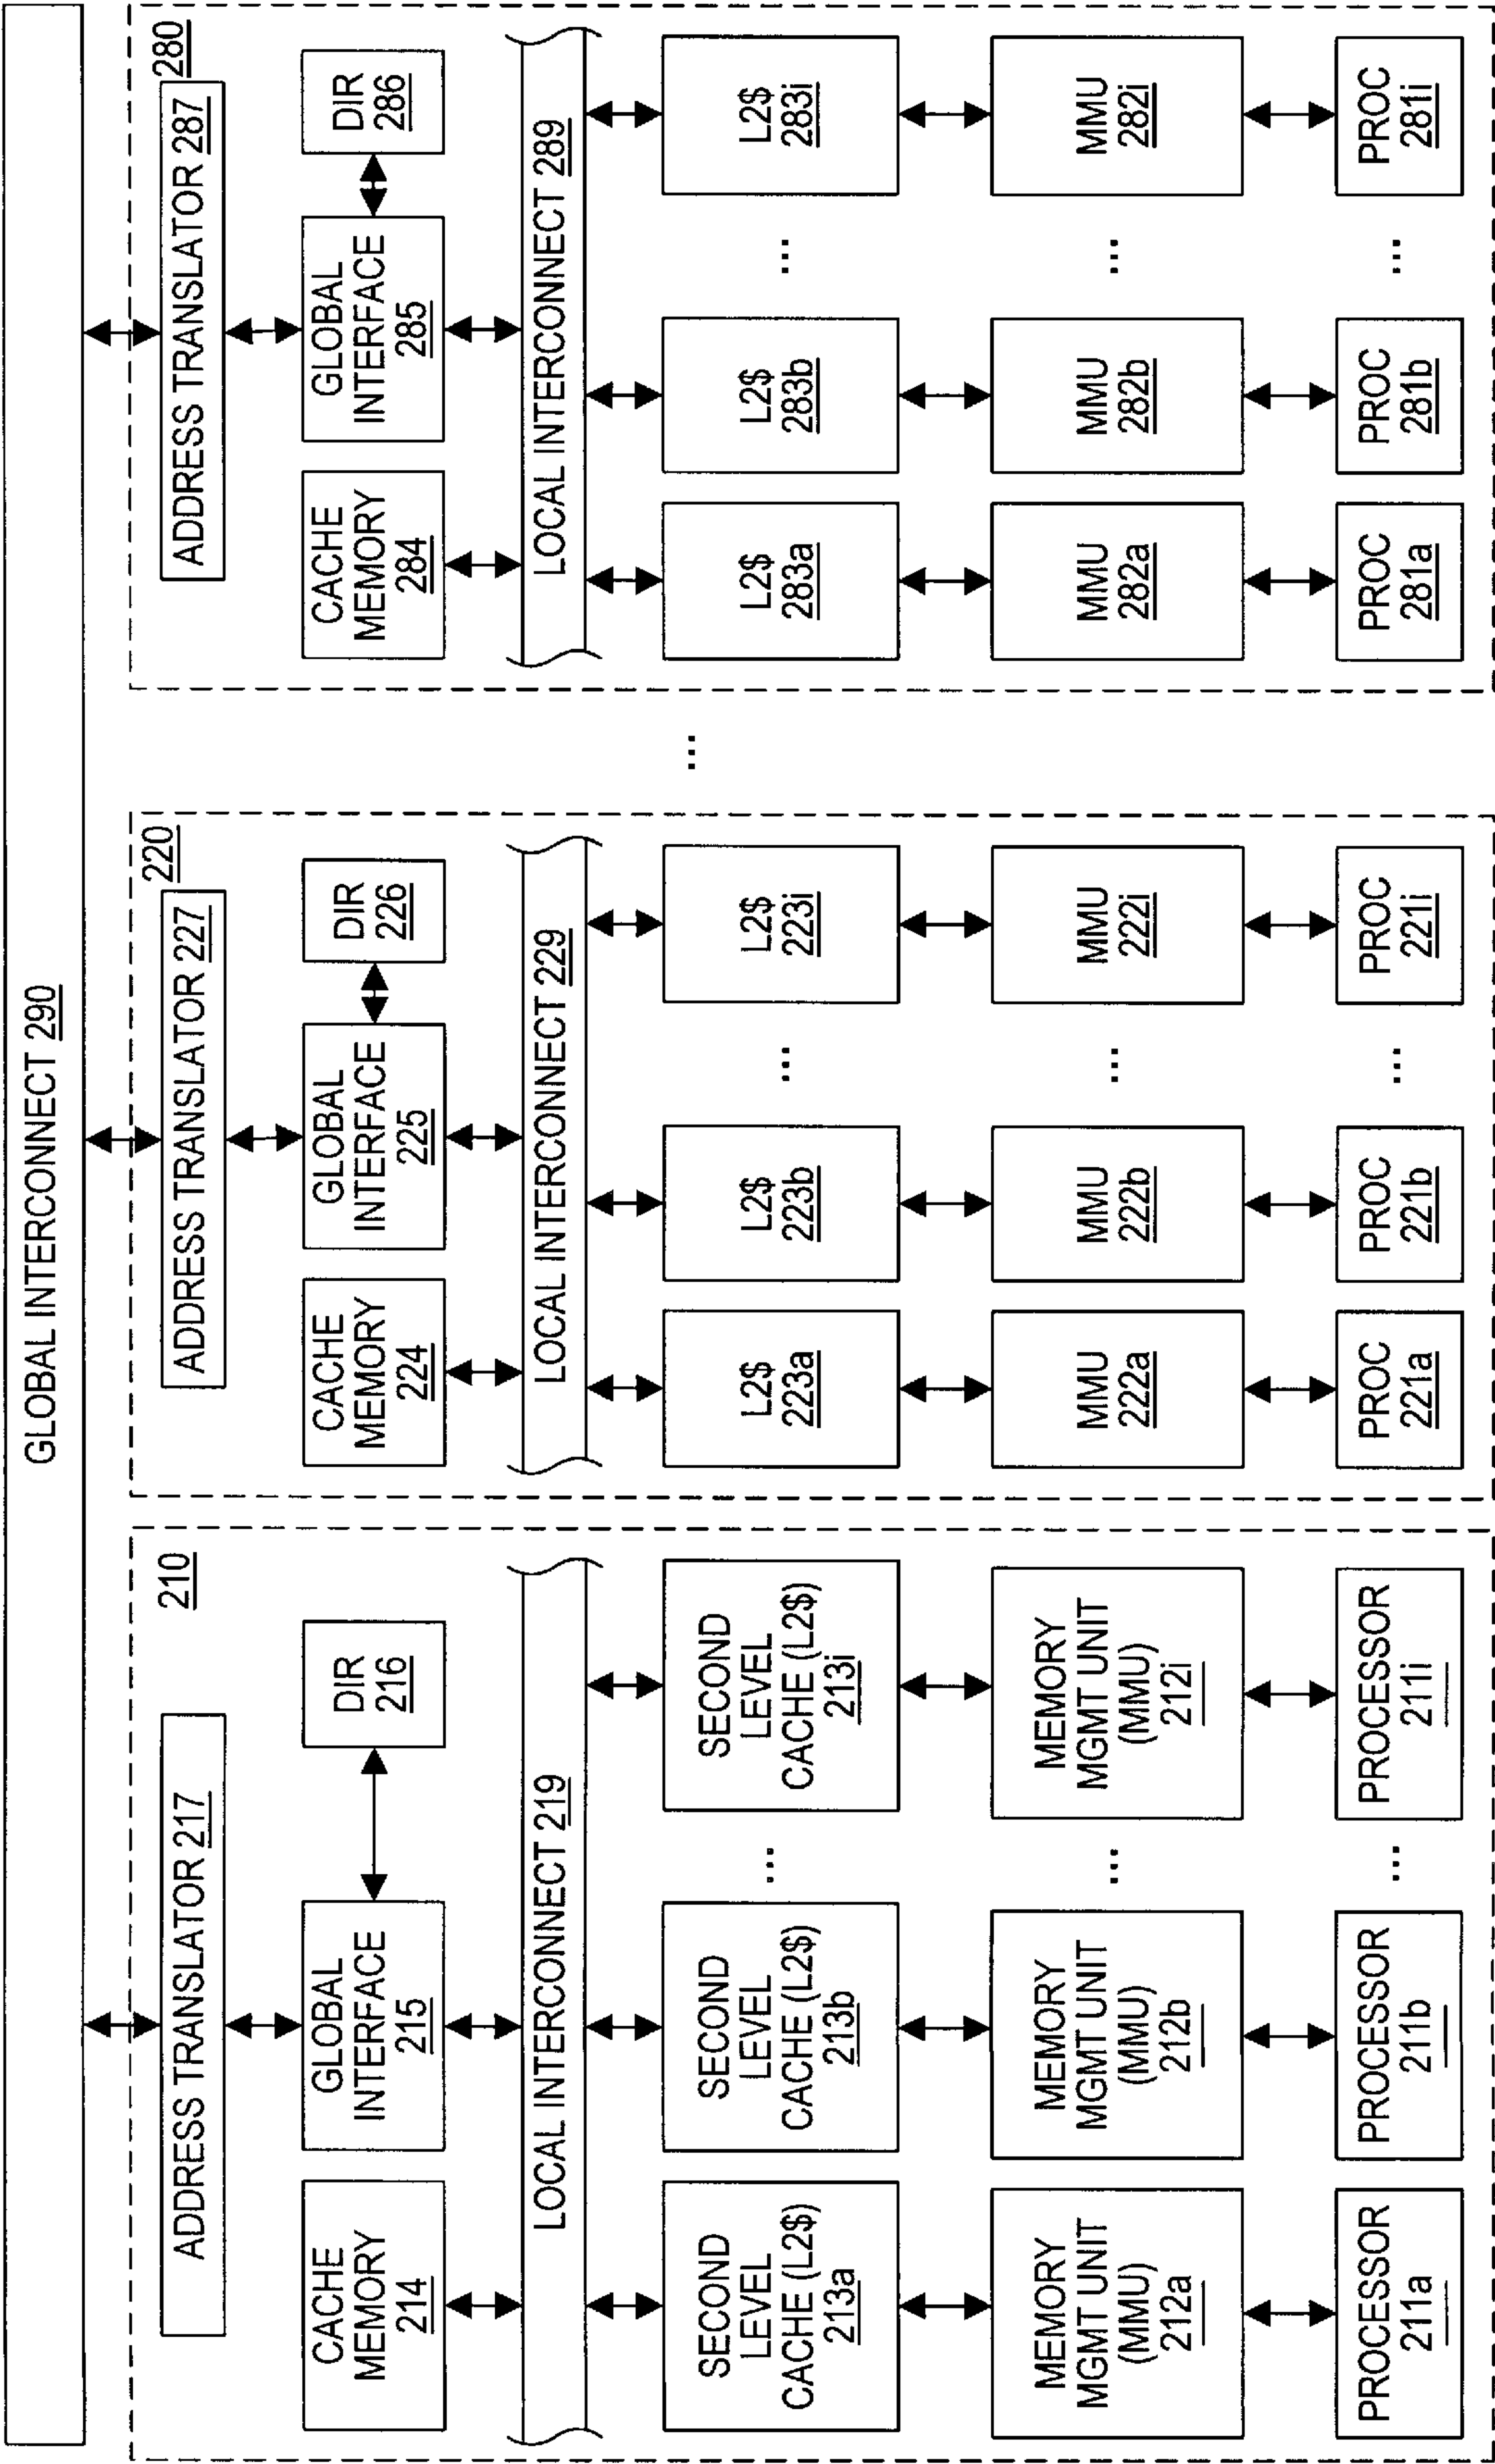 GLOBAL INTERCONNECT 290
210
ADDRESS TRANSLATOR 217
CACHE
MEMORY
214
GLOBAL
INTERFACE
215
DIR
216
LOCAL INTERCONNECT 219
SECOND
LEVEL
CACHE (L2$)
213a
SECOND
LEVEL
CACHE (L2$)
213b
...
SECOND
LEVEL
CACHE (L2$)
213i
MEMORY
MGMT UNIT
(MMU)
212a
MEMORY
MGMT UNIT
(MMU)
212b
...
MEMORY
MGMT UNIT
(MMU)
212i
PROCESSOR
211a
PROCESSOR
211b
...
PROCESSOR
211i
220
ADDRESS TRANSLATOR 227
CACHE
MEMORY
224
GLOBAL
INTERFACE
225
DIR
226
LOCAL INTERCONNECT 229
L2$
223a
L2$
223b
...
L2$
223i
MMU
222a
MMU
222b
...
MMU
222i
PROC
221a
PROC
221b
...
PROC
221i
...
280
ADDRESS TRANSLATOR 287
CACHE
MEMORY
284
GLOBAL
INTERFACE
285
DIR
286
LOCAL INTERCONNECT 289
L2$
283a
L2$
283b
...
L2$
283i
MMU
282a
MMU
282b
...
MMU
282i
PROC
281a
PROC
281b
...
PROC
281i